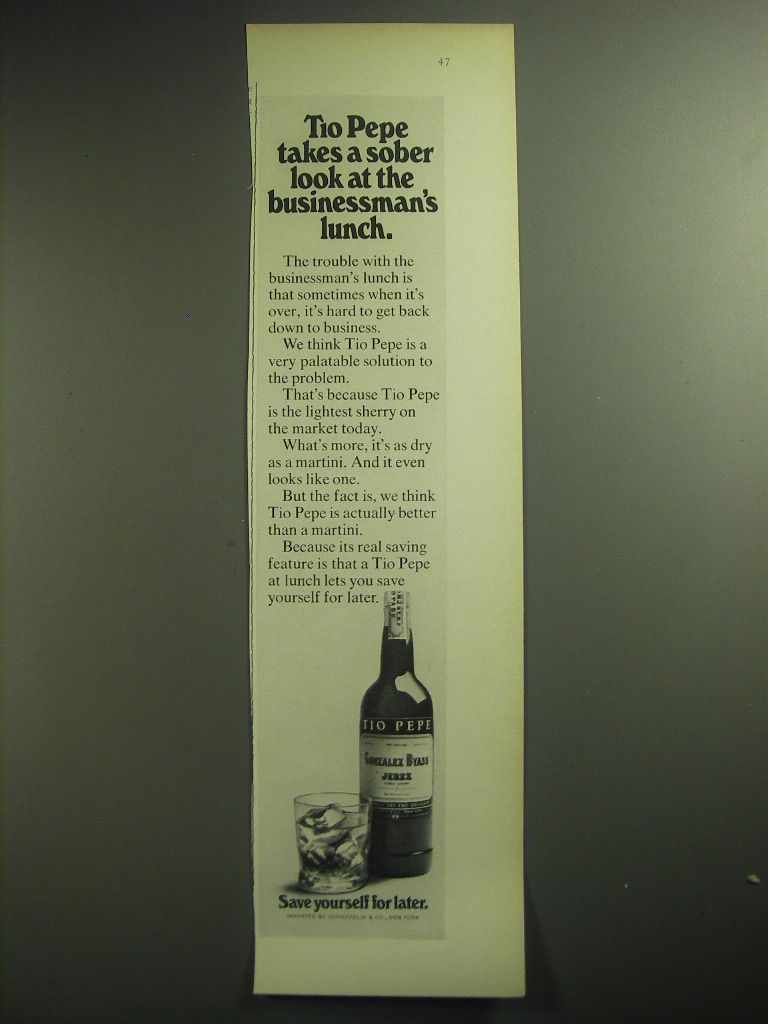 47
Tio Pepe
takes a sober
look at the
businessman's
lunch.
The trouble with the
businessman's lunch is
that sometimes when it's
over, it's hard to get back
down to business.
We think Tio Pepe is a
very palatable solution to
the problem.
That's because Tio Pepe
is the lightest sherry on
the market today.
What's more, it's as dry
as a martini. And it even
looks like one.
But the fact is, we think
Tio Pepe is actually better
than a martini.
Because its real saving
feature is that a Tio Pepe
at lunch lets you save
yourself for later.
TIO PEPE
GONZALEZ BYASS
JEREZ
Save yourself for later.
IMPORTED BY SCHIEFFELIN & CO., NEW YORK